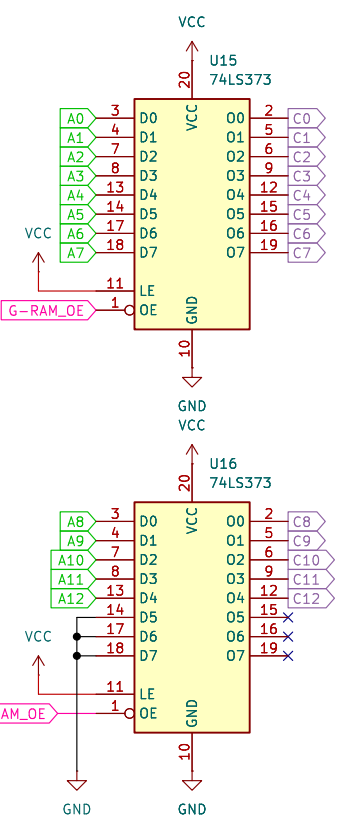 VCC
U15
74LS373
20
VCC
A0 3 D0 O0 2 C0
A1 4 D1 O1 5 C1
A2 7 D2 O2 6 C2
A3 8 D3 O3 9 C3
A4 13 D4 O4 12 C4
A5 14 D5 O5 15 C5
A6 17 D6 O6 16 C6
A7 18 D7 O7 19 C7
VCC
11 LE
G-RAM_OE 1 OE
GND
10
GND
VCC
U16
74LS373
20
VCC
A8 3 D0 O0 2 C8
A9 4 D1 O1 5 C9
A10 7 D2 O2 6 C10
A11 8 D3 O3 9 C11
A12 13 D4 O4 12 C12
14 D5 O5 15
17 D6 O6 16
18 D7 O7 19
VCC
11 LE
AM_OE 1 OE
GND
10
GND
GND